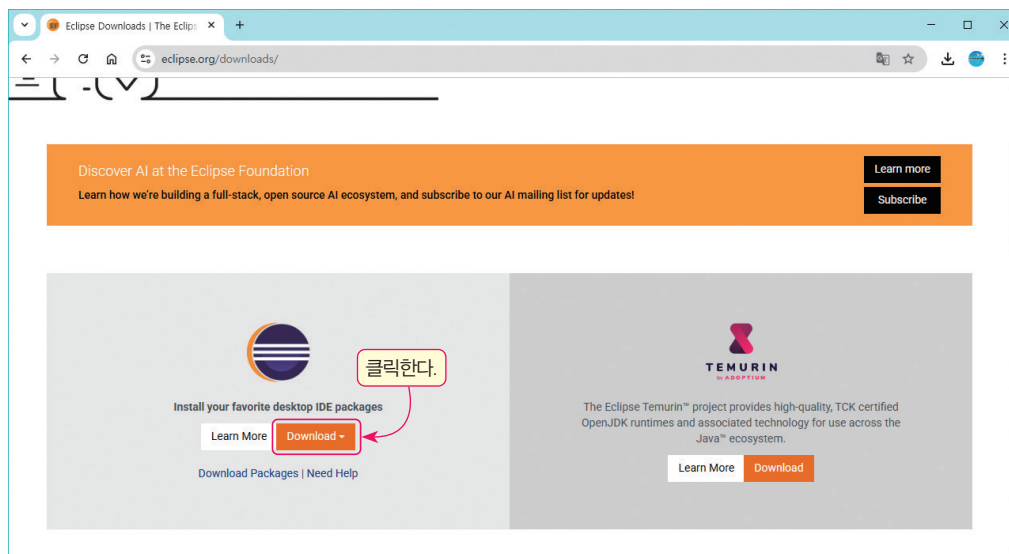 Eclipse Downloads | The Eclips
eclipse.org/downloads/
Discover AI at the Eclipse Foundation
Learn how we're building a full-stack, open source AI ecosystem, and subscribe to our AI mailing list for updates!
Learn more
Subscribe
클릭한다.
Install your favorite desktop IDE packages
Learn More
Download
Download Packages | Need Help
TEMURIN
by ADOPTIUM
The Eclipse Temurin™ project provides high-quality, TCK certified
OpenJDK runtimes and associated technology for use across the
Java™ ecosystem.
Learn More
Download